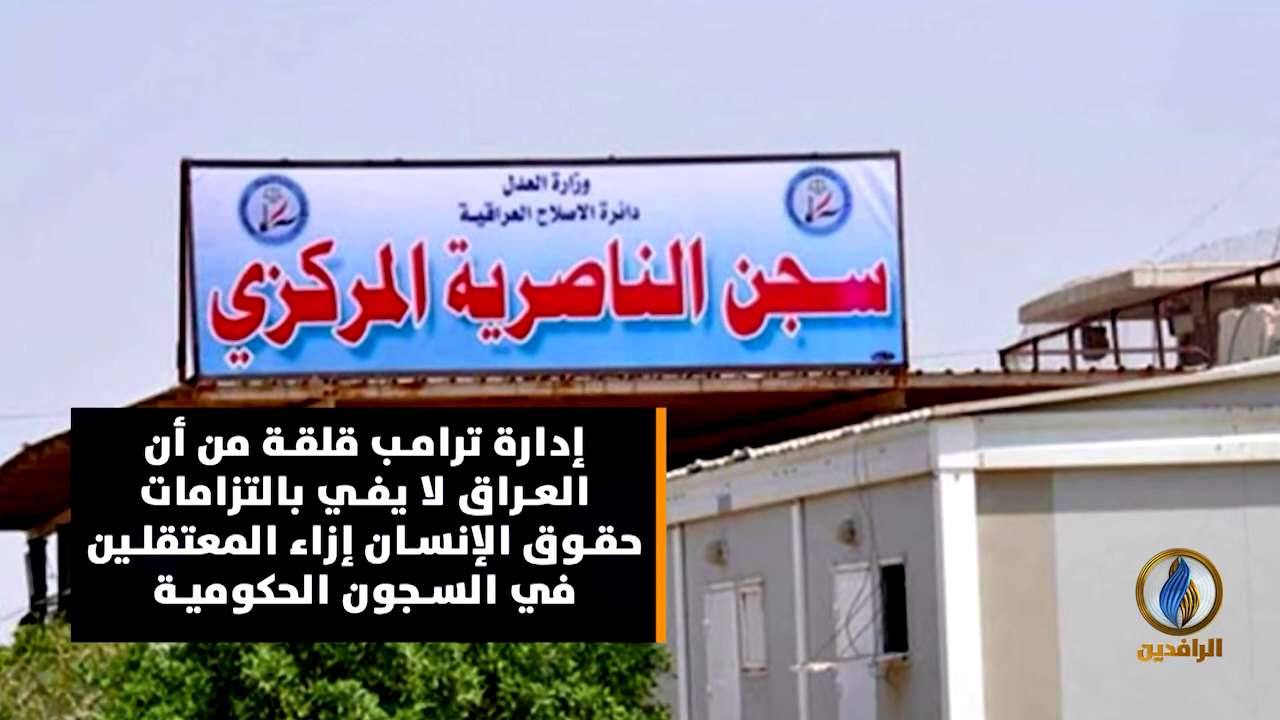 وزارة العدل
دائرة الاصلاح العراقية
سجن الناصرية المركزي
إدارة ترامب قلقة من أن
العراق لا يفي بالتزامات
حقوق الإنسان إزاء المعتقلين
في السجون الحكومية
الرافدين